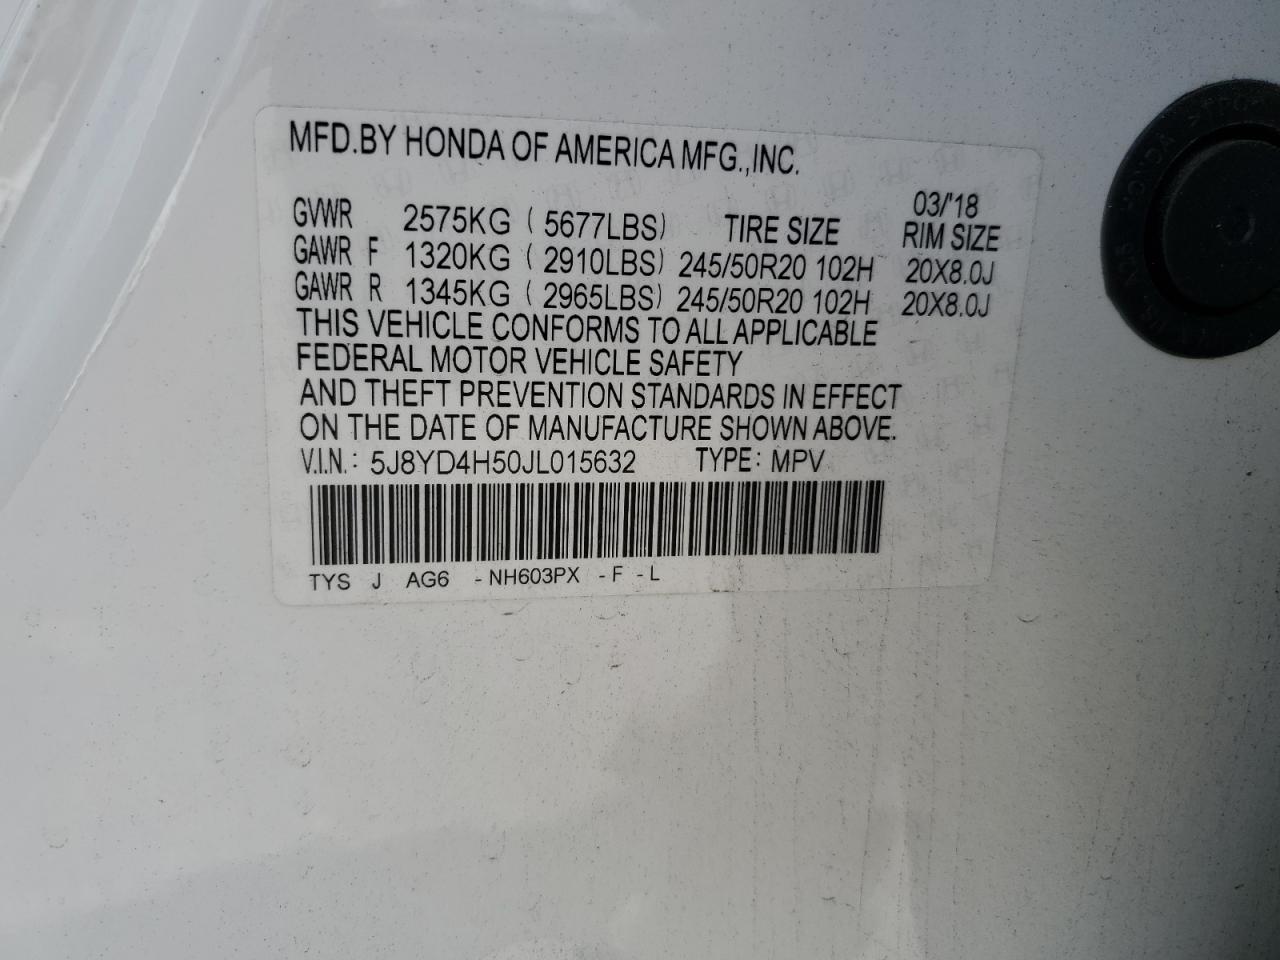 MFD.BY HONDA OF AMERICA MFG.,INC.
03/'18
GVWR 2575KG ( 5677LBS) TIRE SIZE RIM SIZE
GAWR F 1320KG ( 2910LBS) 245/50R20 102H 20X8.0J
GAWR R 1345KG ( 2965LBS) 245/50R20 102H 20X8.0J
THIS VEHICLE CONFORMS TO ALL APPLICABLE
FEDERAL MOTOR VEHICLE SAFETY
AND THEFT PREVENTION STANDARDS IN EFFECT
ON THE DATE OF MANUFACTURE SHOWN ABOVE.
V.I.N.: 5J8YD4H50JL015632 TYPE: MPV
TYS J AG6 -NH603PX -F -L